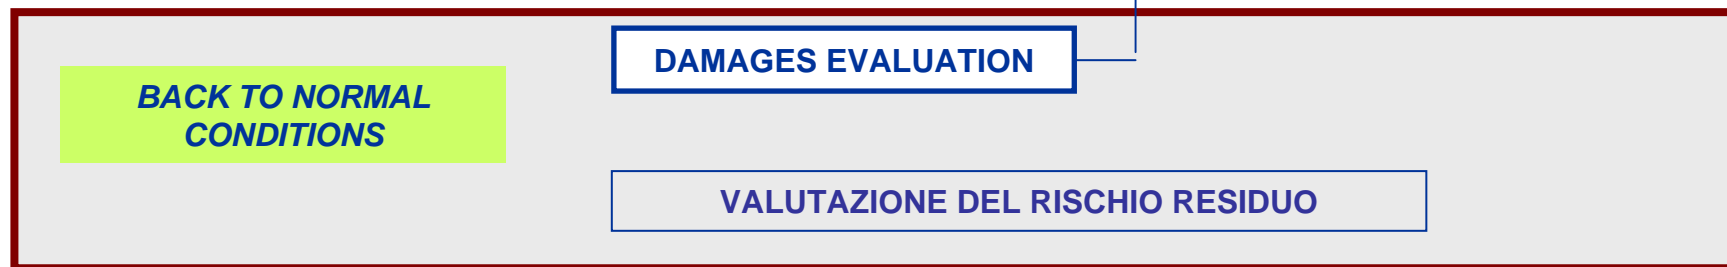 DAMAGES EVALUATION
BACK TO NORMAL
CONDITIONS
VALUTAZIONE DEL RISCHIO RESIDUO